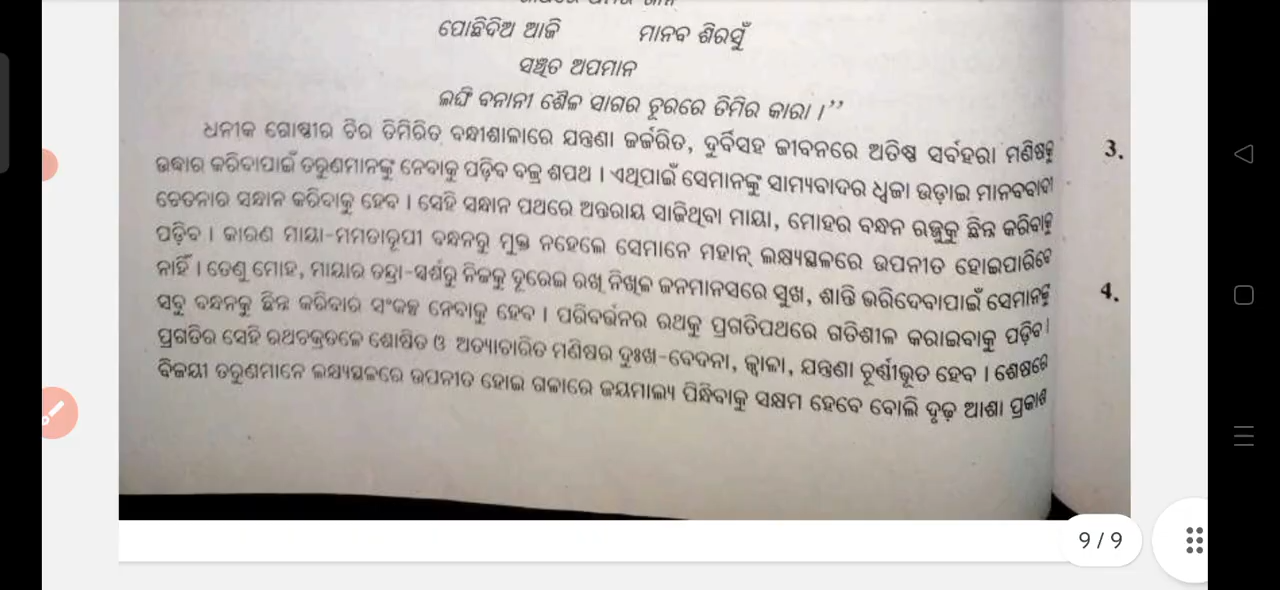 ପୋଛିଦିଅ ଆଜି ମାନବ ଶିରସୁଁ
ସଞ୍ଚିତ ଅପମାନ
ଲଙ୍ଘି ବନାନୀ ଶୈଳ ସାଗର ଚୂରରେ ତିମିର କାରା ।”
ଧନୀକ ଗୋଷ୍ଠୀର ଚିର ତିମିରିତ ବନ୍ଦୀଶାଳାରେ ଯନ୍ତ୍ରଣା ଜର୍ଜରିତ, ଦୁର୍ବିସହ ଜୀବନରେ ଅତିଷ୍ଠ ସର୍ବହରା ମଣିଷକୁ 3.
ଉଦ୍ଧାର କରିବାପାଇଁ ତରୁଣମାନଙ୍କୁ ନେବାକୁ ପଡ଼ିବ ବଜ୍ର ଶପଥ । ଏଥିପାଇଁ ସେମାନଙ୍କୁ ସାମ୍ୟବାଦର ଧ୍ୱଜା ଉଡ଼ାଇ ମାନବବାଦୀ
ଚେତନାର ସନ୍ଧାନ କରିବାକୁ ହେବ । ସେହି ସନ୍ଧାନ ପଥରେ ଅନ୍ତରାୟ ସାଜିଥିବା ମାୟା, ମୋହର ବନ୍ଧନ ରଜ୍ଜୁକୁ ଛିନ୍ନ କରିବାକୁ
ପଡ଼ିବ । କାରଣ ମାୟା-ମମତାରୂପୀ ବନ୍ଧନରୁ ମୁକ୍ତ ନହେଲେ ସେମାନେ ମହାନ୍ ଲକ୍ଷ୍ୟସ୍ଥଳରେ ଉପନୀତ ହୋଇପାରିବେ
ନାହିଁ । ତେଣୁ ମୋହ, ମାୟାର ତନ୍ଦ୍ରା-ସ୍ପର୍ଶରୁ ନିଜକୁ ଦୂରେଇ ରଖି ନିଖିଳ ଜନମାନସରେ ସୁଖ, ଶାନ୍ତି ଭରିଦେବାପାଇଁ ସେମାନଙ୍କୁ 4.
ସବୁ ବନ୍ଧନକୁ ଛିନ୍ନ କରିବାର ସଂକଳ୍ପ ନେବାକୁ ହେବ । ପରିବର୍ତ୍ତନର ରଥକୁ ପ୍ରଗତିପଥରେ ଗତିଶୀଳ କରାଇବାକୁ ପଡ଼ିବ ।
ପ୍ରଗତିର ସେହି ରଥଚକ୍ରତଳେ ଶୋଷିତ ଓ ଅତ୍ୟାଚାରିତ ମଣିଷର ଦୁଃଖ-ବେଦନା, ଜ୍ୱାଳା, ଯନ୍ତ୍ରଣା ଚୂର୍ଣ୍ଣୀଭୂତ ହେବ । ଶେଷରେ
ବିଜୟୀ ତରୁଣମାନେ ଲକ୍ଷ୍ୟସ୍ଥଳରେ ଉପନୀତ ହୋଇ ଗଳାରେ ଜୟମାଲ୍ୟ ପିନ୍ଧିବାକୁ ସକ୍ଷମ ହେବେ ବୋଲି ଦୃଢ଼ ଆଶା ପ୍ରକାଶ
9 / 9